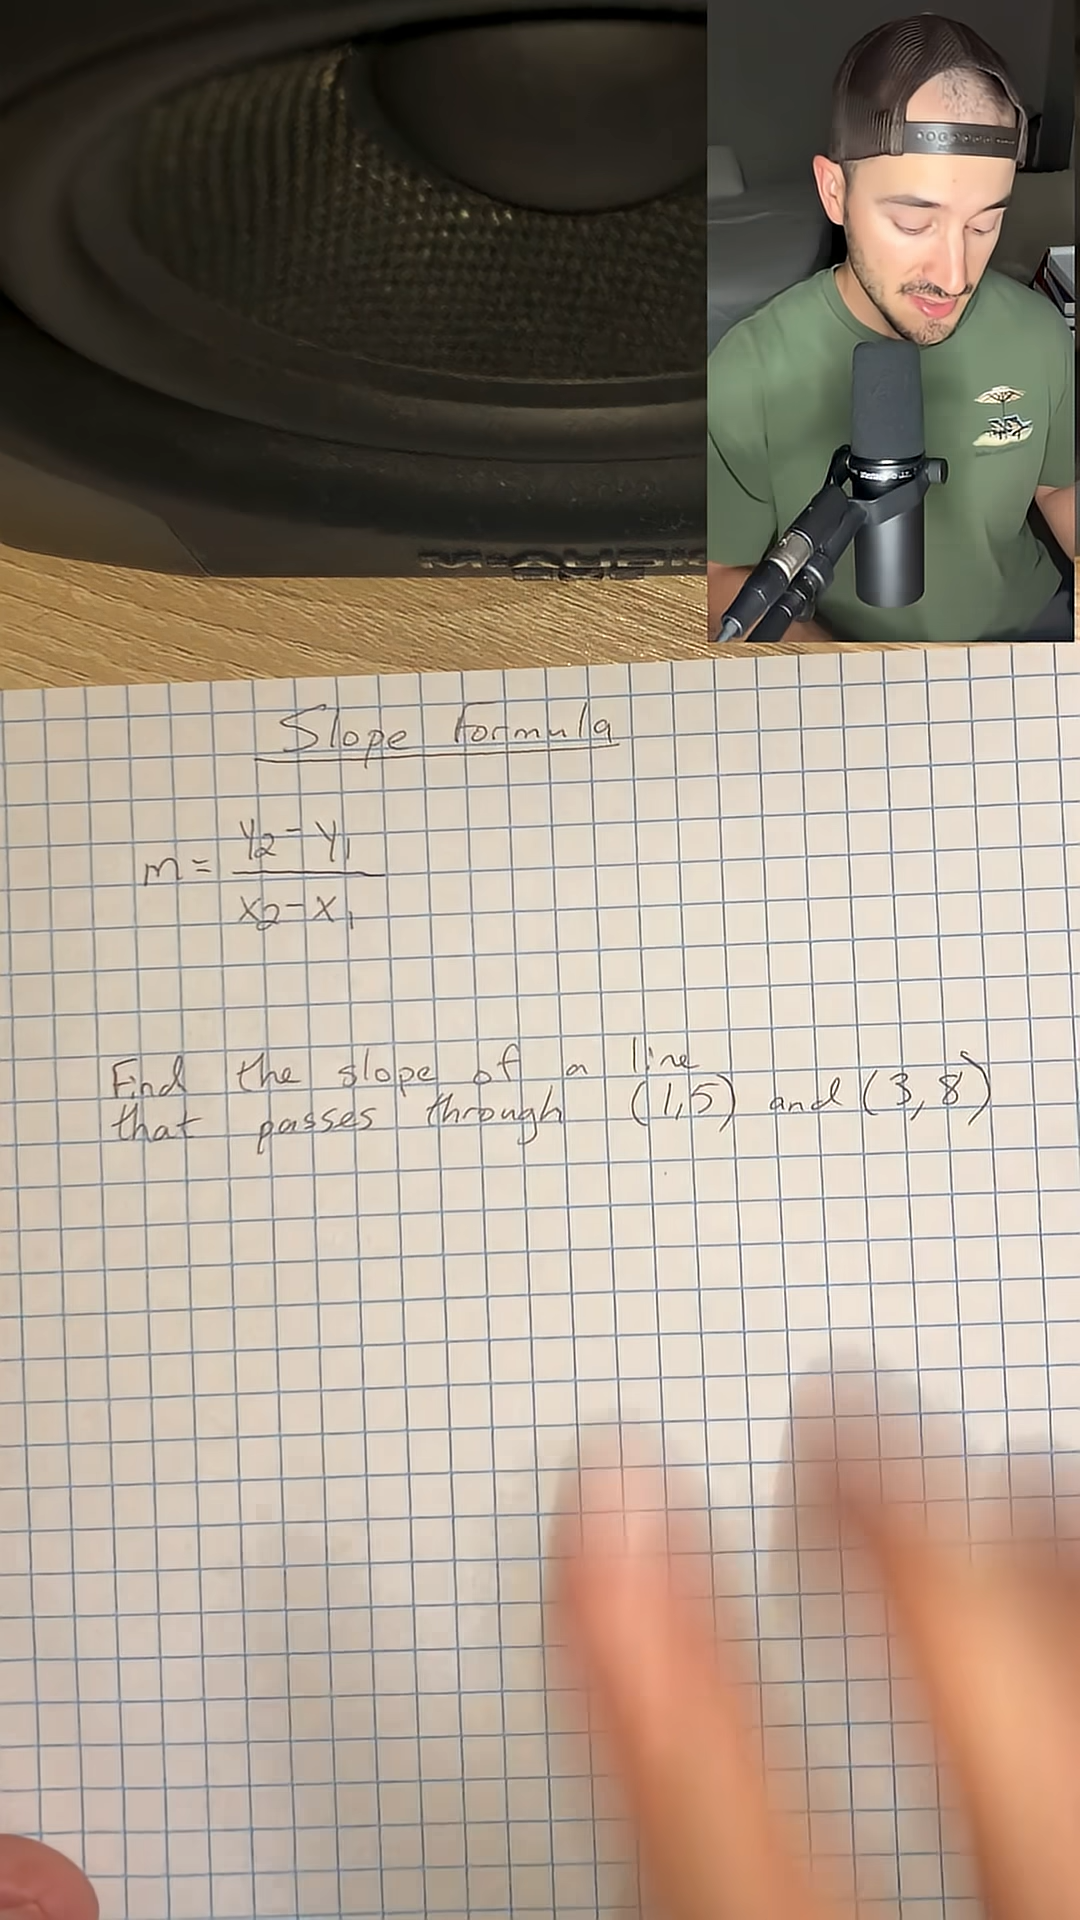 M-AUDIO
Slope Formula
m = y₂ - y₁
x₂ - x₁
Find the slope of a line
that passes through (1,5) and (3,8)